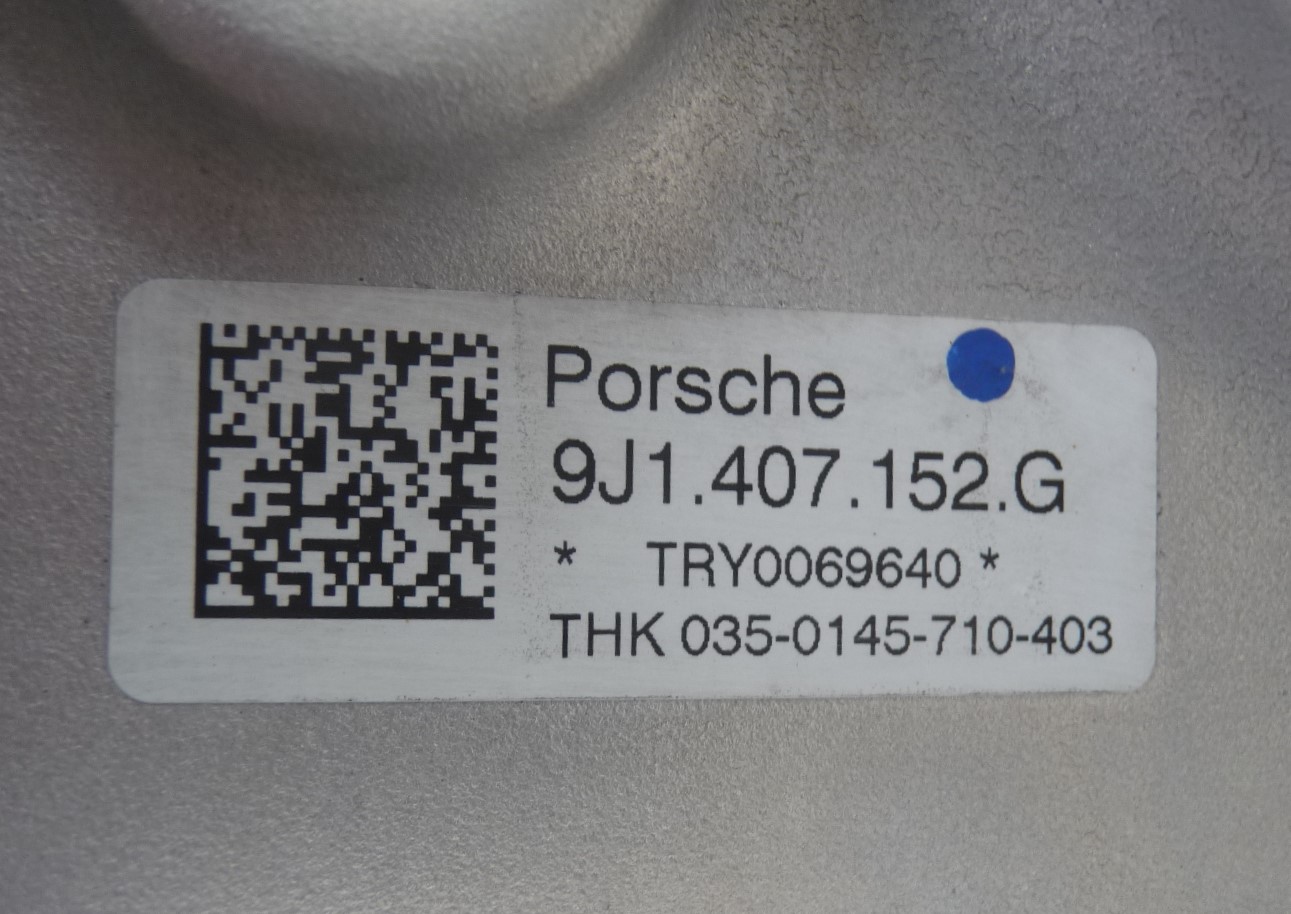 Porsche
9J1.407.152.G
* TRY0069640 *
THK 035-0145-710-403